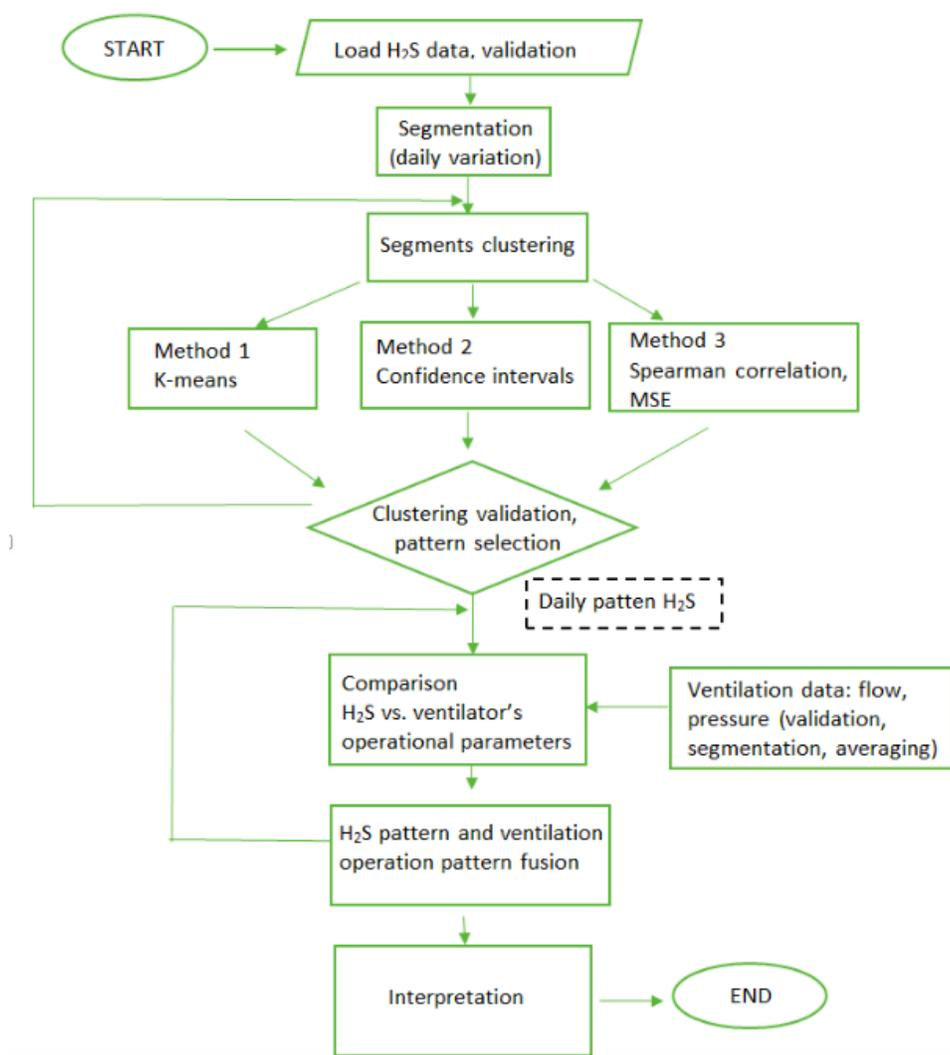 START
Load H₂S data, validation
Segmentation
(daily variation)
Segments clustering
Method 1
K-means
Method 2
Confidence intervals
Method 3
Spearman correlation,
MSE
Clustering validation,
pattern selection
Daily patten H₂S
Comparison
H₂S vs. ventilator’s
operational parameters
Ventilation data: flow,
pressure (validation,
segmentation, averaging)
H₂S pattern and ventilation
operation pattern fusion
Interpretation
END